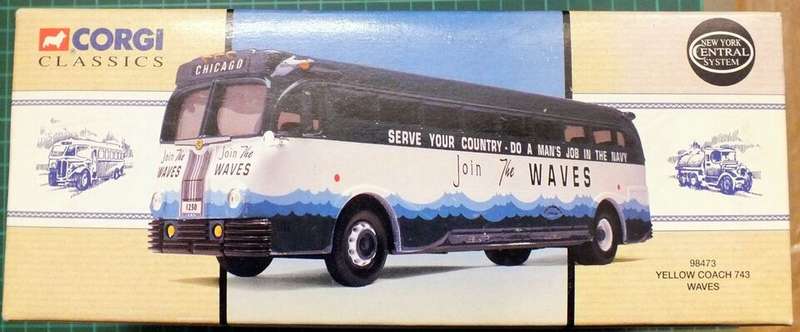 CORGI
CLASSICS
NEW YORK
CENTRAL
SYSTEM
CHICAGO
SERVE YOUR COUNTRY - DO A MAN'S JOB IN THE NAVY
Join The WAVES
Join The
WAVES
Join The
WAVES
1250
98473
YELLOW COACH 743
WAVES